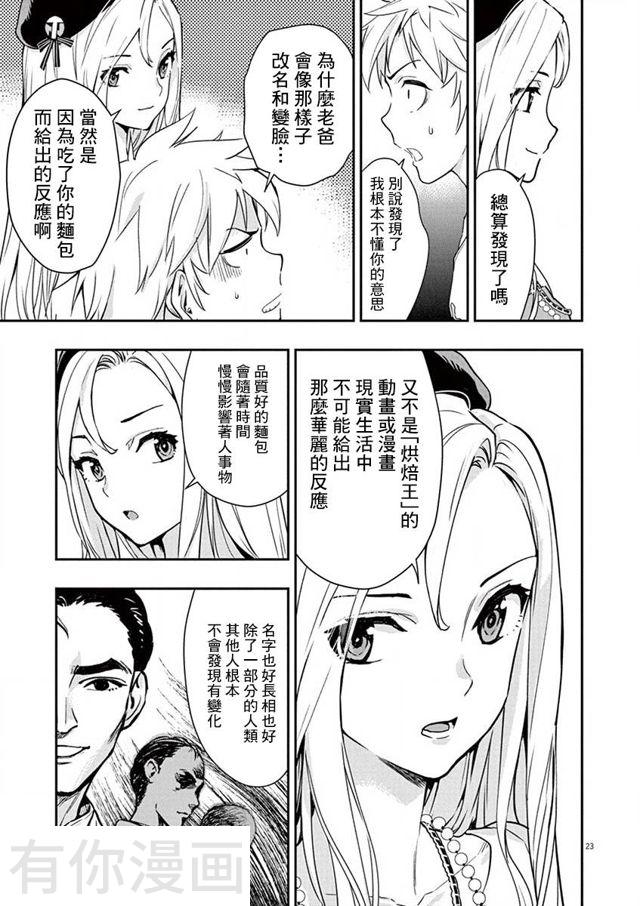 總算發現了嗎
別說發現了
我根本不懂你的意思
為什麼老爸
會像那樣子
改名和變臉…
當然是
因為吃了你的麵包
而給出的反應啊
又不是「烘焙王」的
動畫或漫畫
現實生活中
不可能給出
那麼華麗的反應
品質好的麵包
會隨著時間
慢慢影響著人事物
名字也好長相也好
除了一部分的人類
其他人根本
不會發現有變化
23
有你漫画